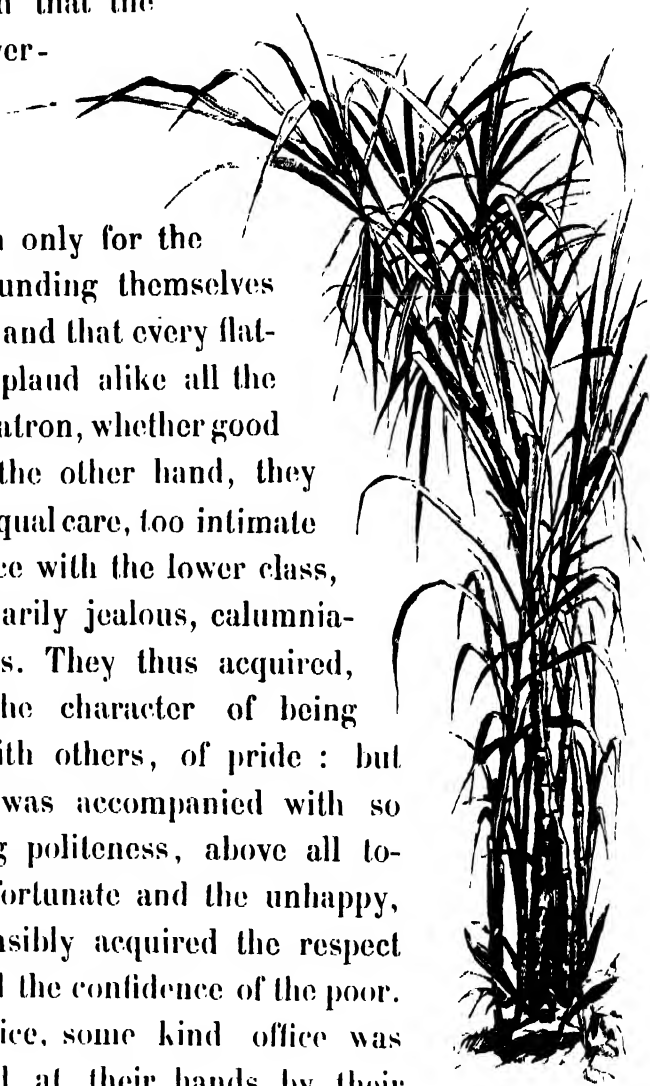 that the
ver-
only for the
unding themselves
and that every flat-
plaud alike all the
atron, whether good
the other hand, they
qual care, too intimate
ce with the lower class,
arily jealous, calumnia-
s. They thus acquired,
he character of being
ith others, of pride : but
was accompanied with so
g politeness, above all to-
fortunate and the unhappy,
nsibly acquired the respect
the confidence of the poor.
ice, some kind office was
at their hands by their